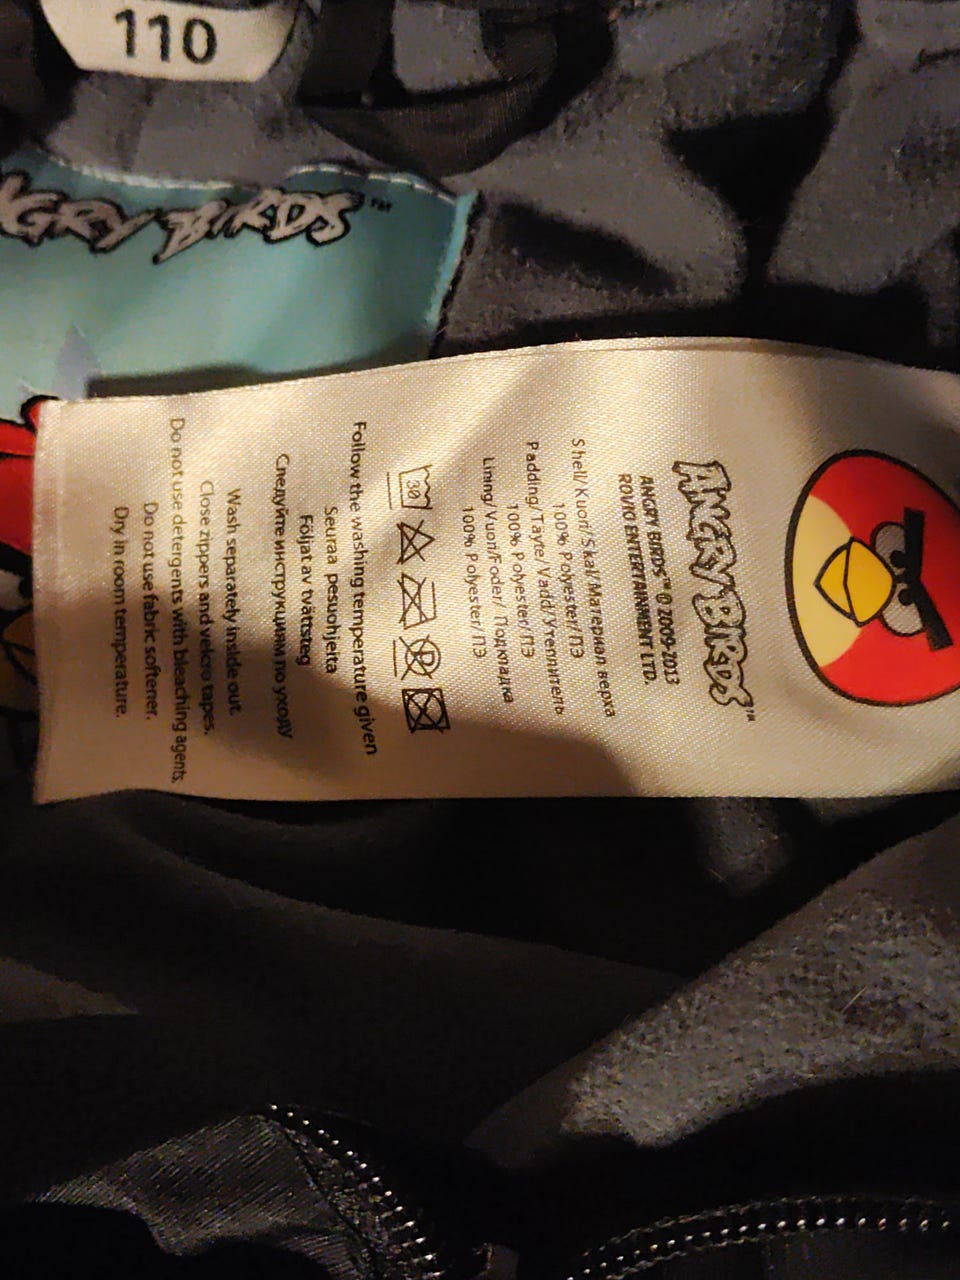 110
ANGRY BIRDS™
ANGRY BIRDS™
ANGRY BIRDS™ © 2009-2013
ROVIO ENTERTAINMENT LTD.
Shell/Kuori/Skal/Материал верха
100% Polyester/ПЭ
Padding/Täyte/Vadd/Утеплитель
100% Polyester/ПЭ
Lining/Vuori/Foder/Подкладка
100% Polyester/ПЭ
30 P
Follow the washing temperature given
Seuraa pesuohjeita
Följat av tvättsteg
Следуйте инструкциям по уходу
Wash separately inside out.
Close zippers and velcro tapes.
Do not use detergents with bleaching agents.
Do not use fabric softener.
Dry in room temperature.